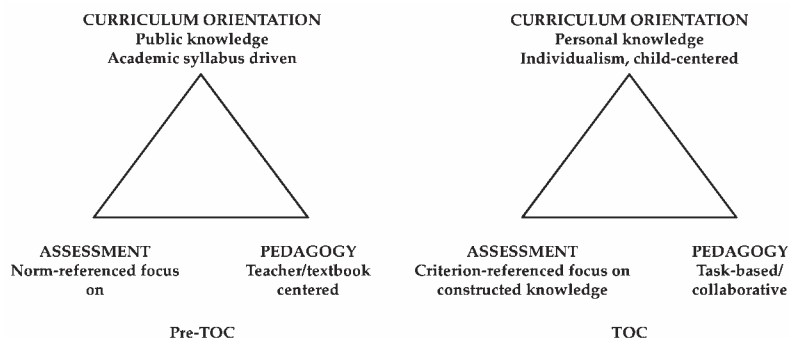 CURRICULUM ORIENTATION
Public knowledge
Academic syllabus driven
ASSESSMENT
Norm-referenced focus
on
PEDAGOGY
Teacher/textbook
centered
Pre-TOC
CURRICULUM ORIENTATION
Personal knowledge
Individualism, child-centered
ASSESSMENT
Criterion-referenced focus on
constructed knowledge
PEDAGOGY
Task-based/
collaborative
TOC